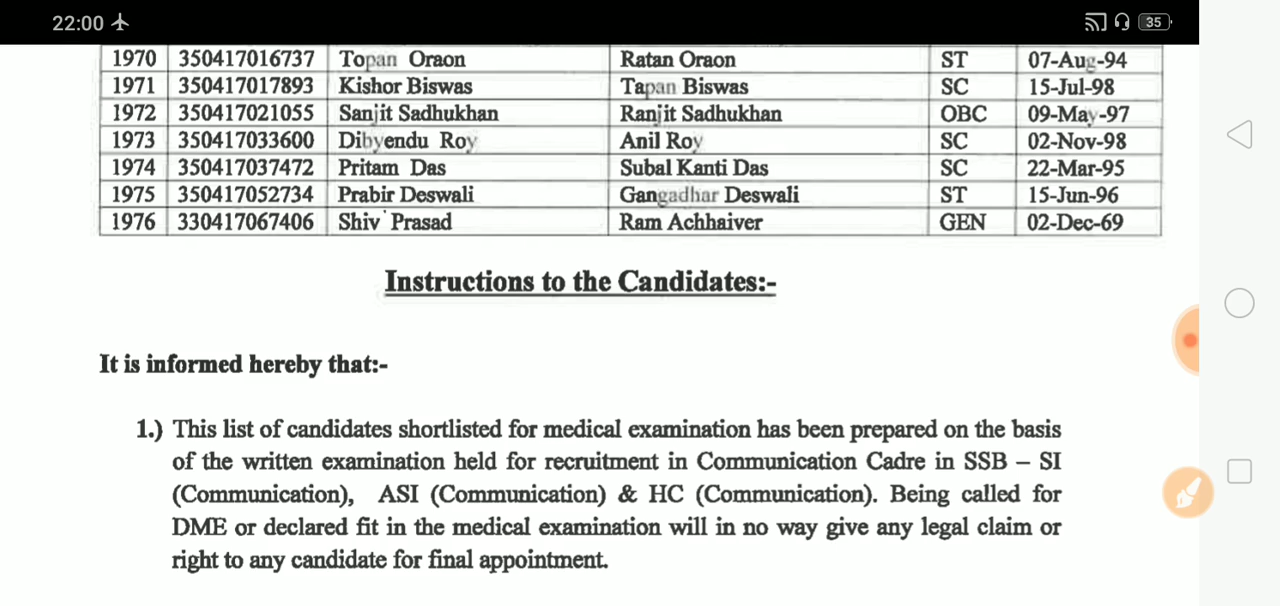 22:00 35
1970 350417016737 Topan Oraon Ratan Oraon ST 07-Aug-94
1971 350417017893 Kishor Biswas Tapan Biswas SC 15-Jul-98
1972 350417021055 Sanjit Sadhukhan Ranjit Sadhukhan OBC 09-May-97
1973 350417033600 Dibyendu Roy Anil Roy SC 02-Nov-98
1974 350417037472 Pritam Das Subal Kanti Das SC 22-Mar-95
1975 350417052734 Prabir Deswali Gangadhar Deswali ST 15-Jun-96
1976 330417067406 Shiv Prasad Ram Achhaiver GEN 02-Dec-69
Instructions to the Candidates:-
It is informed hereby that:-
1.) This list of candidates shortlisted for medical examination has been prepared on the basis
of the written examination held for recruitment in Communication Cadre in SSB – SI
(Communication), ASI (Communication) & HC (Communication). Being called for
DME or declared fit in the medical examination will in no way give any legal claim or
right to any candidate for final appointment.